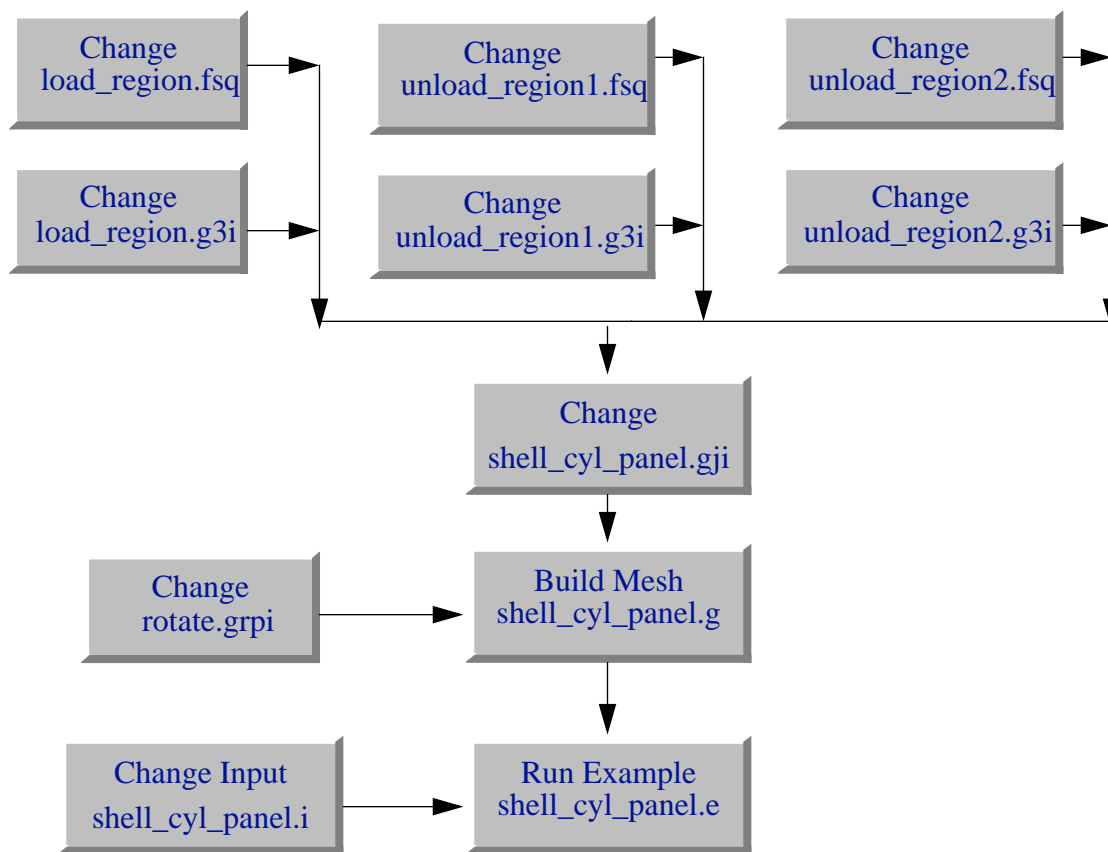 Change
load_region.fsq
Change
unload_region1.fsq
Change
unload_region2.fsq
Change
load_region.g3i
Change
unload_region1.g3i
Change
unload_region2.g3i
Change
shell_cyl_panel.gji
Change
rotate.grpi
Build Mesh
shell_cyl_panel.g
Change Input
shell_cyl_panel.i
Run Example
shell_cyl_panel.e